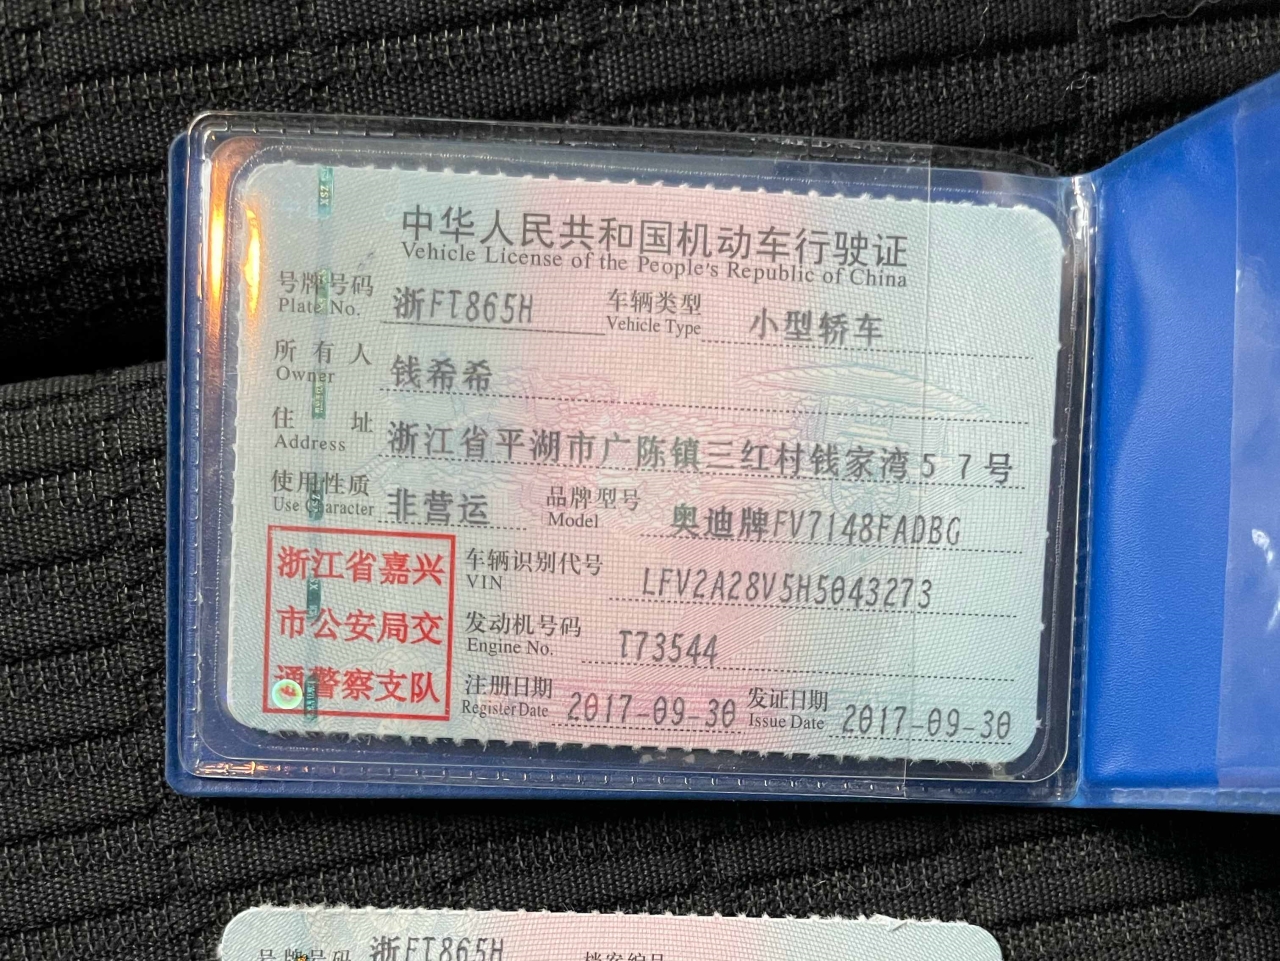 中华人民共和国机动车行驶证
Vehicle License of the People's Republic of China
号牌号码 浙FT865H 车辆类型 小型轿车
Plate No. Vehicle Type
所有人 钱希希
Owner
住址 浙江省平湖市广陈镇三红村钱家湾57号
Address
使用性质 非营运 品牌型号 奥迪牌FV7148FADBG
Use Character Model
浙江省嘉兴
市公安局交
通警察支队
车辆识别代号 LFV2A28V5H5043273
VIN
发动机号码 T73544
Engine No.
注册日期 2017-09-30 发证日期 2017-09-30
Register Date Issue Date
号牌号码 浙FT865H 档案编号